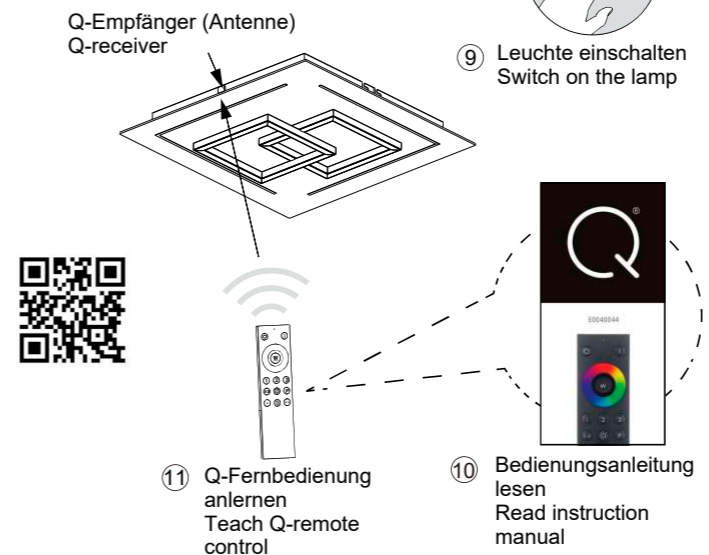 Q-Empfänger (Antenne)
Q-receiver
⑨ Leuchte einschalten
Switch on the lamp
Q®
E0040044
W
⑪ Q-Fernbedienung
anlernen
Teach Q-remote
control
⑩ Bedienungsanleitung
lesen
Read instruction
manual